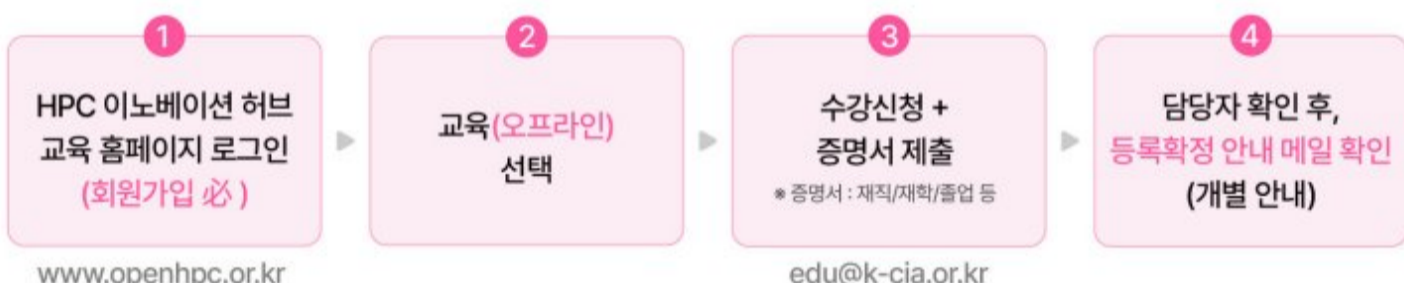 1
HPC 이노베이션 허브
교육 홈페이지 로그인
(회원가입 必)
www.openhpc.or.kr
2
교육(오프라인)
선택
3
수강신청 +
증명서 제출
※ 증명서 : 재직/재학/졸업 등
edu@k-cia.or.kr
4
담당자 확인 후,
등록확정 안내 메일 확인
(개별 안내)